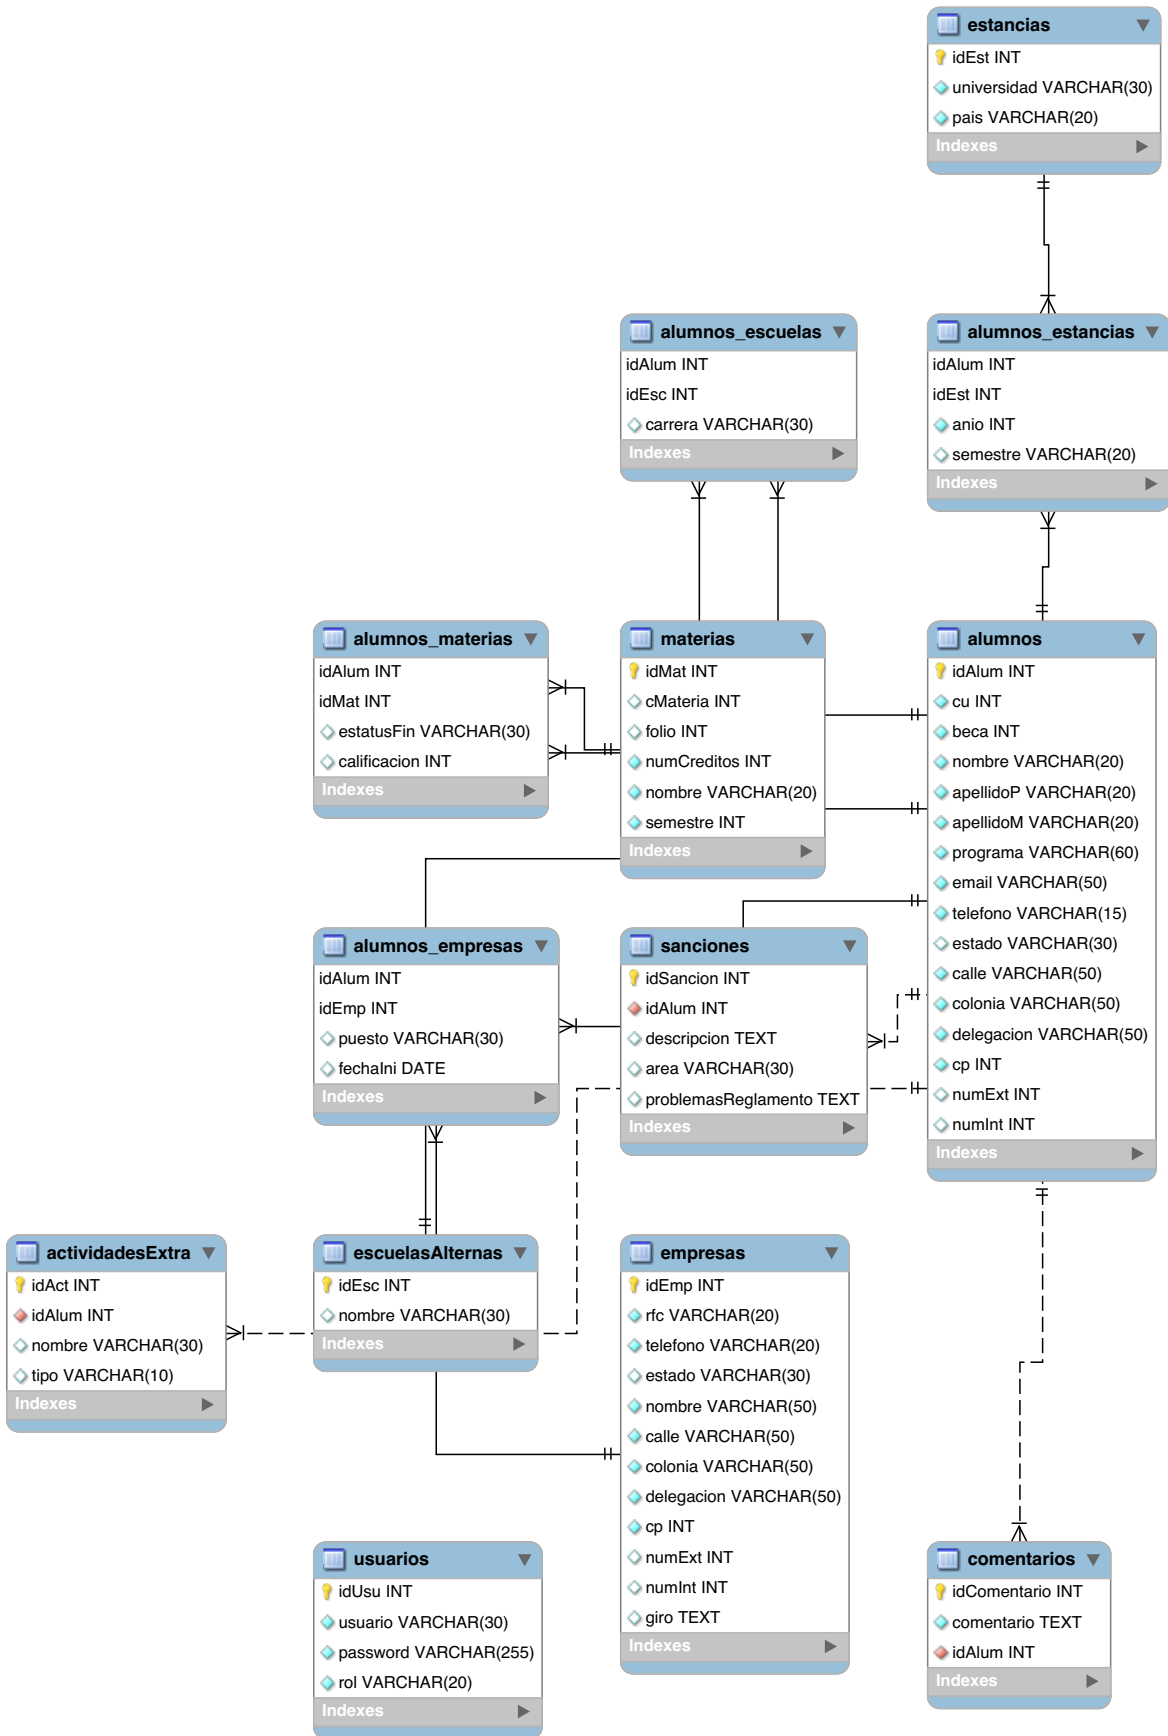 estancias
idEst INT
universidad VARCHAR(30)
pais VARCHAR(20)
Indexes
alumnos_escuelas
idAlum INT
idEsc INT
carrera VARCHAR(30)
Indexes
alumnos_estancias
idAlum INT
idEst INT
anio INT
semestre VARCHAR(20)
Indexes
alumnos_materias
idAlum INT
idMat INT
estatusFin VARCHAR(30)
calificacion INT
Indexes
materias
idMat INT
cMateria INT
folio INT
numCreditos INT
nombre VARCHAR(20)
semestre INT
Indexes
alumnos
idAlum INT
cu INT
beca INT
nombre VARCHAR(20)
apellidoP VARCHAR(20)
apellidoM VARCHAR(20)
programa VARCHAR(60)
email VARCHAR(50)
telefono VARCHAR(15)
estado VARCHAR(30)
calle VARCHAR(50)
colonia VARCHAR(50)
delegacion VARCHAR(50)
cp INT
numExt INT
numInt INT
Indexes
alumnos_empresas
idAlum INT
idEmp INT
puesto VARCHAR(30)
fechaIni DATE
Indexes
sanciones
idSancion INT
idAlum INT
descripcion TEXT
area VARCHAR(30)
problemasReglamento TEXT
Indexes
actividadesExtra
idAct INT
idAlum INT
nombre VARCHAR(30)
tipo VARCHAR(10)
Indexes
escuelasAlternas
idEsc INT
nombre VARCHAR(30)
Indexes
empresas
idEmp INT
rfc VARCHAR(20)
telefono VARCHAR(20)
estado VARCHAR(30)
nombre VARCHAR(50)
calle VARCHAR(50)
colonia VARCHAR(50)
delegacion VARCHAR(50)
cp INT
numExt INT
numInt INT
giro TEXT
Indexes
usuarios
idUsu INT
usuario VARCHAR(30)
password VARCHAR(255)
rol VARCHAR(20)
Indexes
comentarios
idComentario INT
comentario TEXT
idAlum INT
Indexes